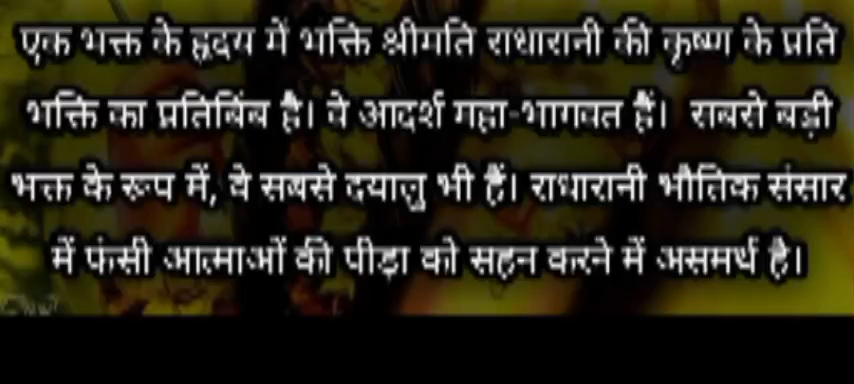 एक भक्त के हृदय में भक्ति श्रीमति राधारानी की कृष्ण के प्रति
भक्ति का प्रतिबिंब है। वे आदर्श महा-भागवत हैं। सबसे बड़ी
भक्त के रूप में, वे सबसे दयालु भी हैं। राधारानी भौतिक संसार
में फंसी आत्माओं की पीड़ा को सहन करने में असमर्थ है।